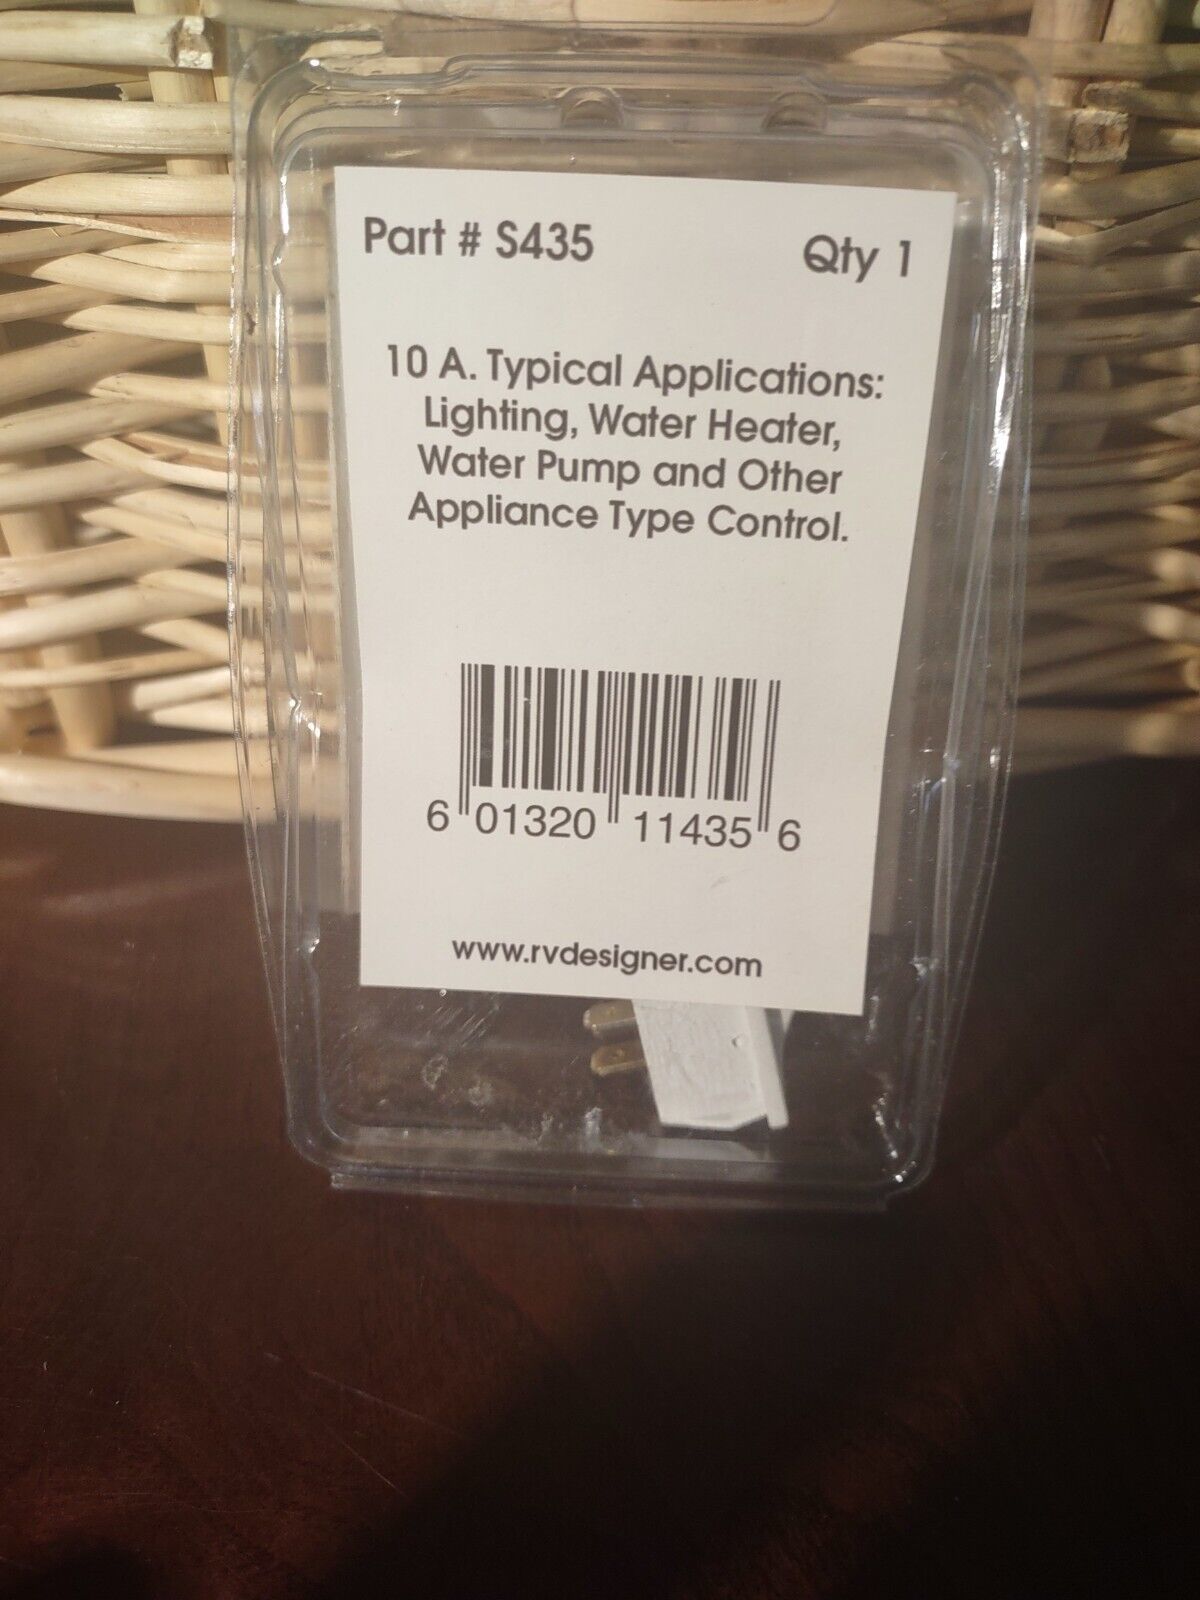 Part # S435 Qty 1
10 A. Typical Applications:
Lighting, Water Heater,
Water Pump and Other
Appliance Type Control.
6 01320 11435 6
www.rvdesigner.com